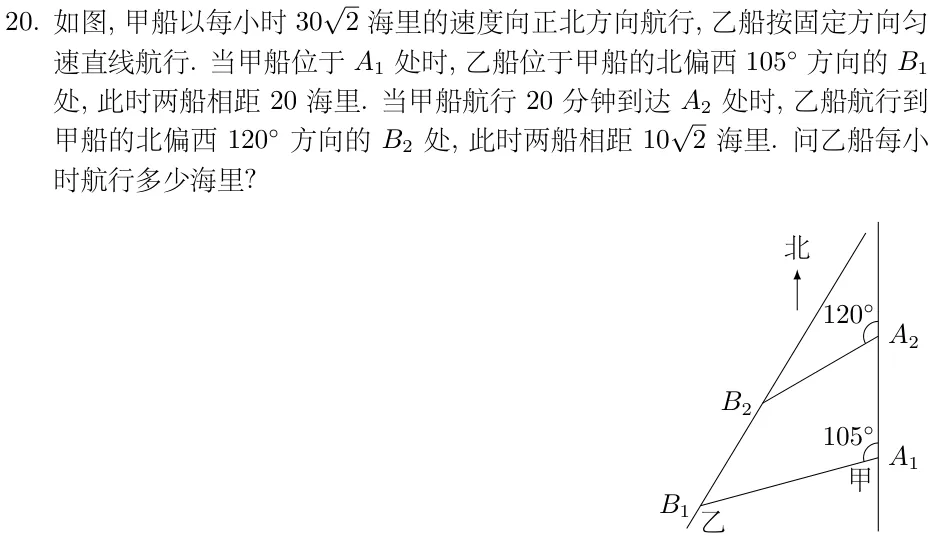 20. 如图, 甲船以每小时 30√2 海里的速度向正北方向航行, 乙船按固定方向匀
速直线航行. 当甲船位于 A₁ 处时, 乙船位于甲船的北偏西 105° 方向的 B₁
处, 此时两船相距 20 海里. 当甲船航行 20 分钟到达 A₂ 处时, 乙船航行到
甲船的北偏西 120° 方向的 B₂ 处, 此时两船相距 10√2 海里. 问乙船每小
时航行多少海里?
北
120°
A₂
B₂
105°
A₁
甲
B₁
乙